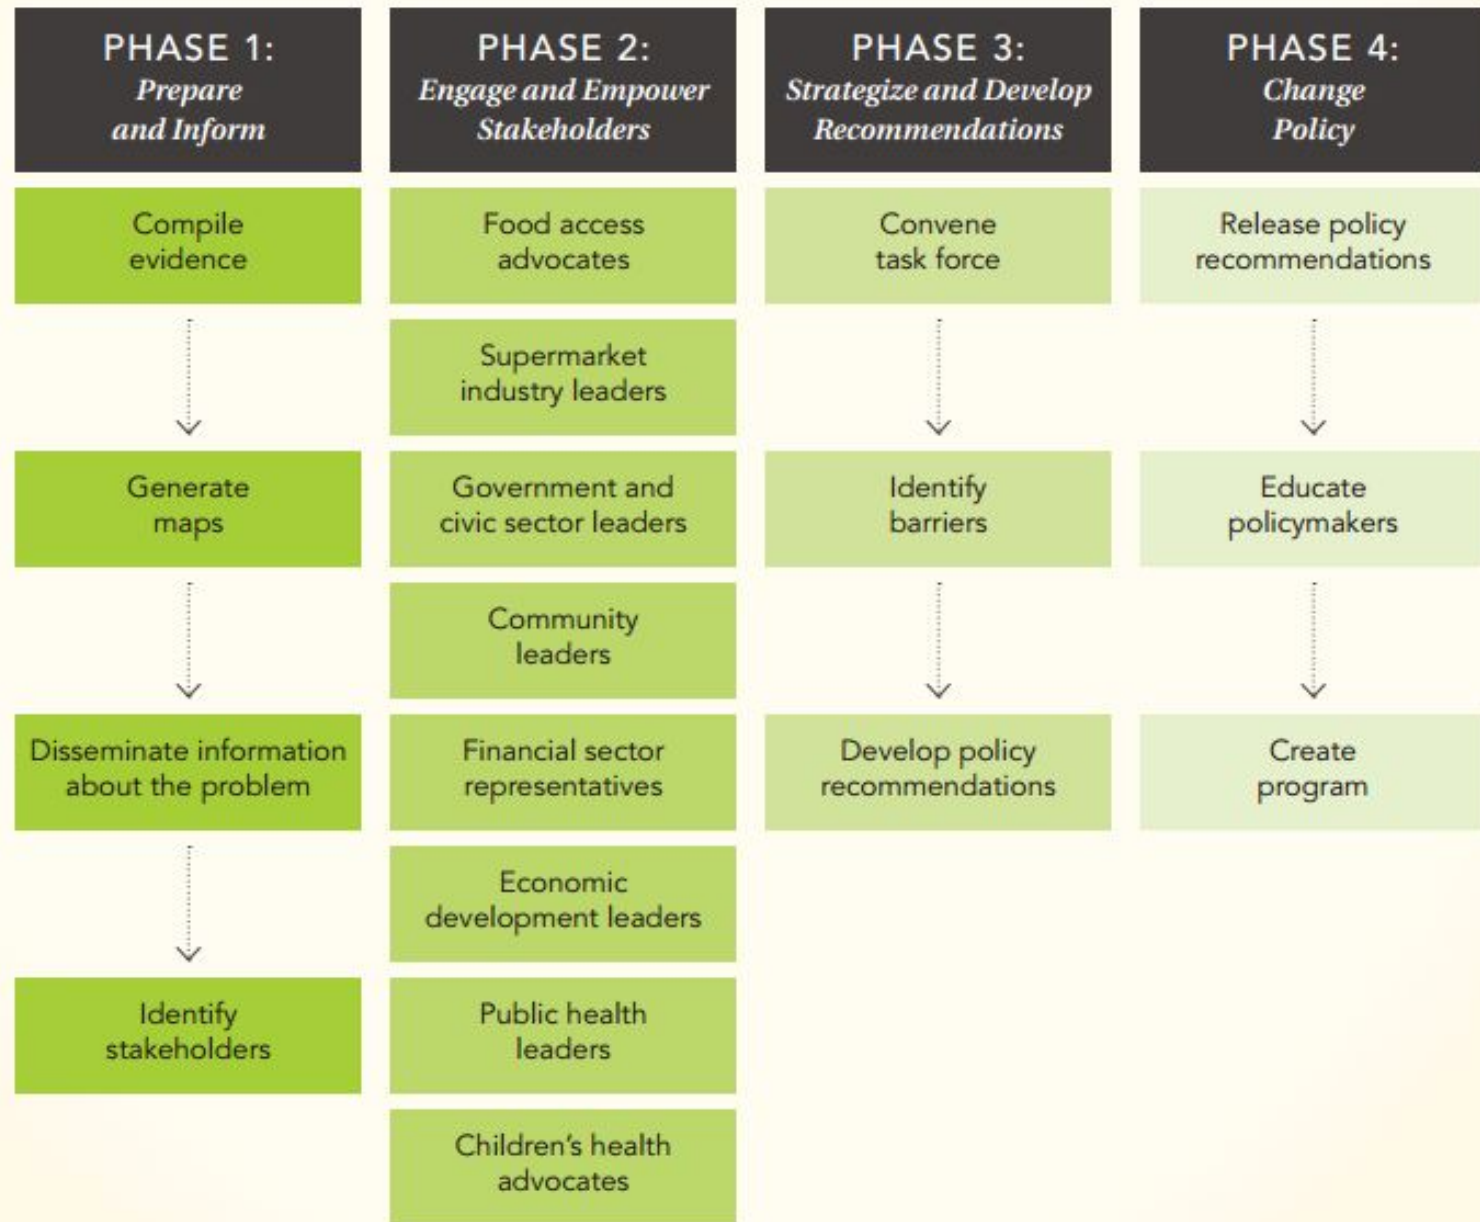 PHASE 1:
Prepare
and Inform
Compile
evidence
Generate
maps
Disseminate information
about the problem
Identify
stakeholders
PHASE 2:
Engage and Empower
Stakeholders
Food access
advocates
Supermarket
industry leaders
Government and
civic sector leaders
Community
leaders
Financial sector
representatives
Economic
development leaders
Public health
leaders
Children's health
advocates
PHASE 3:
Strategize and Develop
Recommendations
Convene
task force
Identify
barriers
Develop policy
recommendations
PHASE 4:
Change
Policy
Release policy
recommendations
Educate
policymakers
Create
program